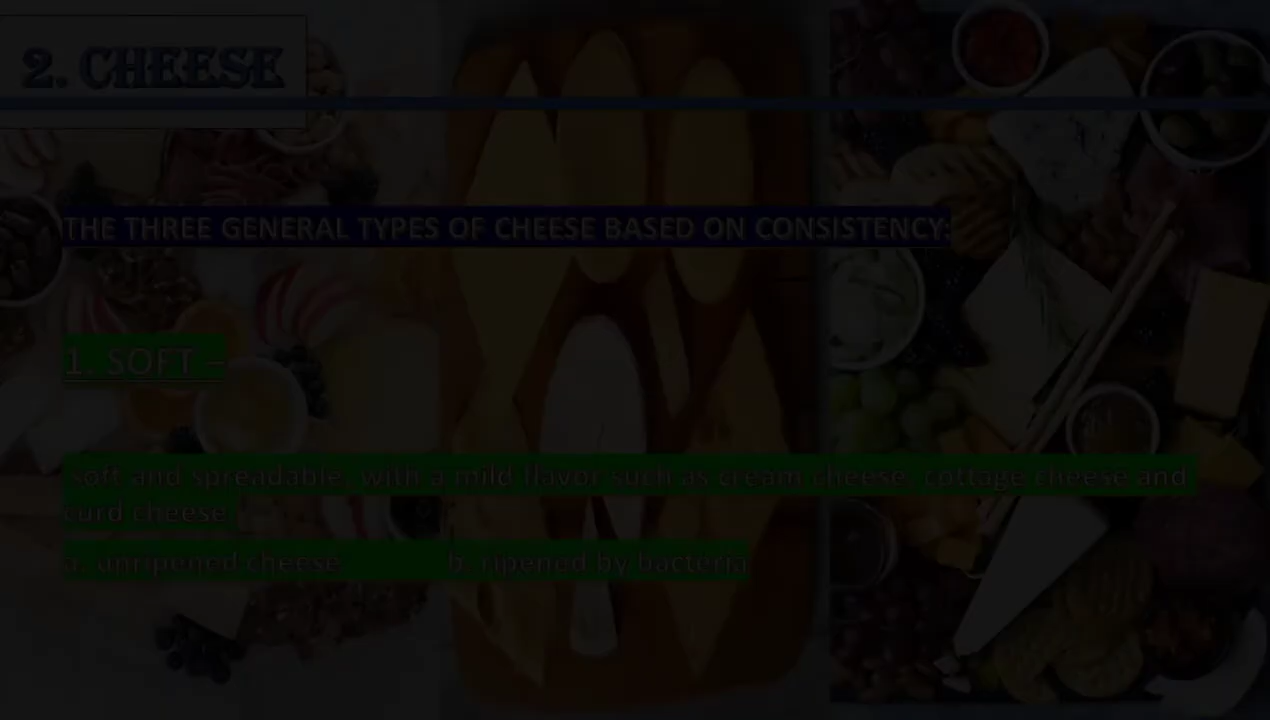 2. CHEESE
THE THREE GENERAL TYPES OF CHEESE BASED ON CONSISTENCY:
1. SOFT –
soft and spreadable, with a mild flavor such as cream cheese, cottage cheese and
curd cheese
a. unripened cheese b. ripened by bacteria